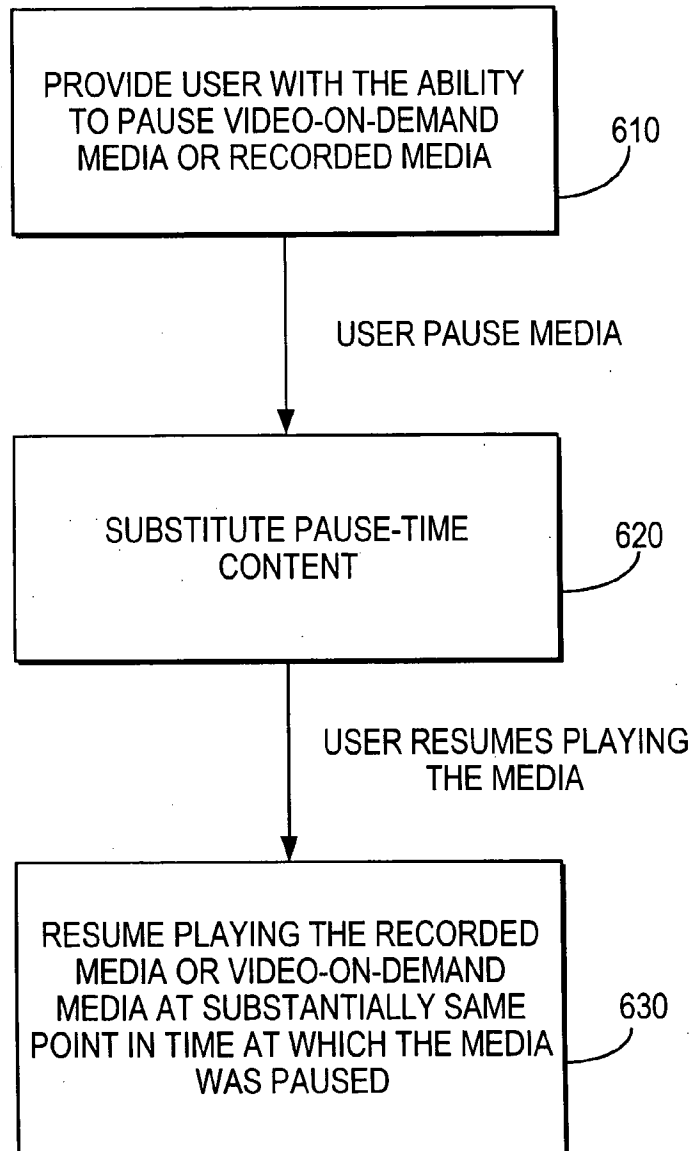 PROVIDE USER WITH THE ABILITY
TO PAUSE VIDEO-ON-DEMAND
MEDIA OR RECORDED MEDIA
610
USER PAUSE MEDIA
SUBSTITUTE PAUSE-TIME
CONTENT
620
USER RESUMES PLAYING
THE MEDIA
RESUME PLAYING THE RECORDED
MEDIA OR VIDEO-ON-DEMAND
MEDIA AT SUBSTANTIALLY SAME
POINT IN TIME AT WHICH THE MEDIA
WAS PAUSED
630